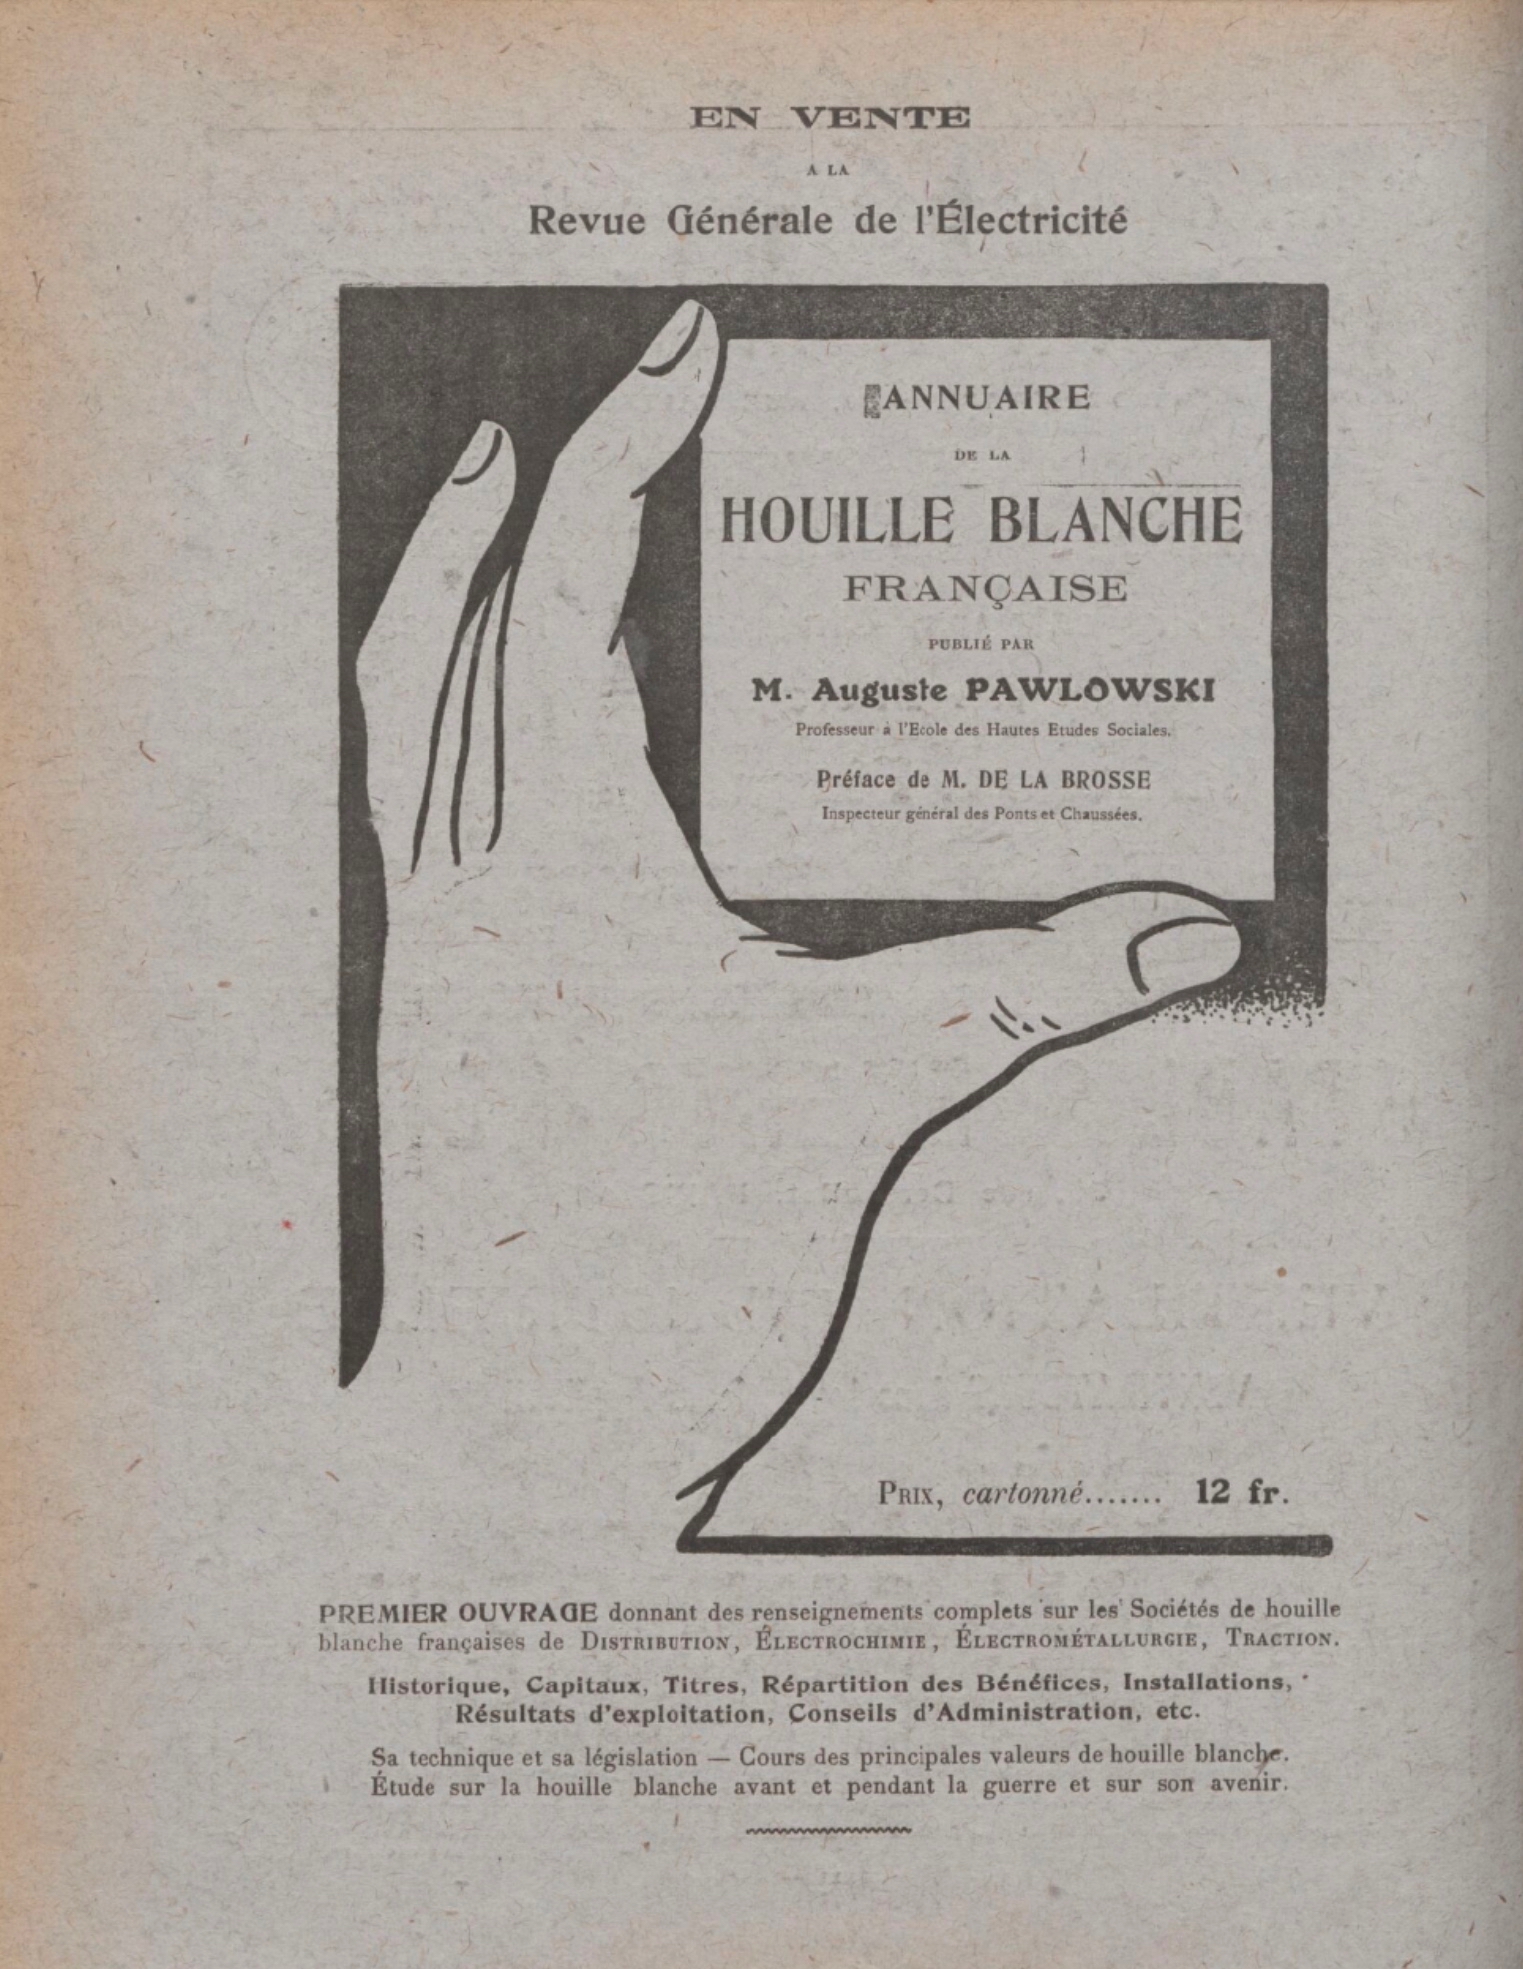 EN VENTE
A LA
Revue Générale de l'Électricité
ANNUAIRE
DE LA
HOUILLE BLANCHE
FRANÇAISE
PUBLIÉ PAR
M. Auguste PAWLOWSKI
Professeur à l'Ecole des Hautes Etudes Sociales.
Préface de M. DE LA BROSSE
Inspecteur général des Ponts et Chaussées.
PRIX, cartonné....... 12 fr.
PREMIER OUVRAGE donnant des renseignements complets sur les Sociétés de houille
blanche françaises de DISTRIBUTION, ÉLECTROCHIMIE, ÉLECTROMÉTALLURGIE, TRACTION.
Historique, Capitaux, Titres, Répartition des Bénéfices, Installations,
Résultats d'exploitation, Conseils d'Administration, etc.
Sa technique et sa législation — Cours des principales valeurs de houille blanche.
Étude sur la houille blanche avant et pendant la guerre et sur son avenir.